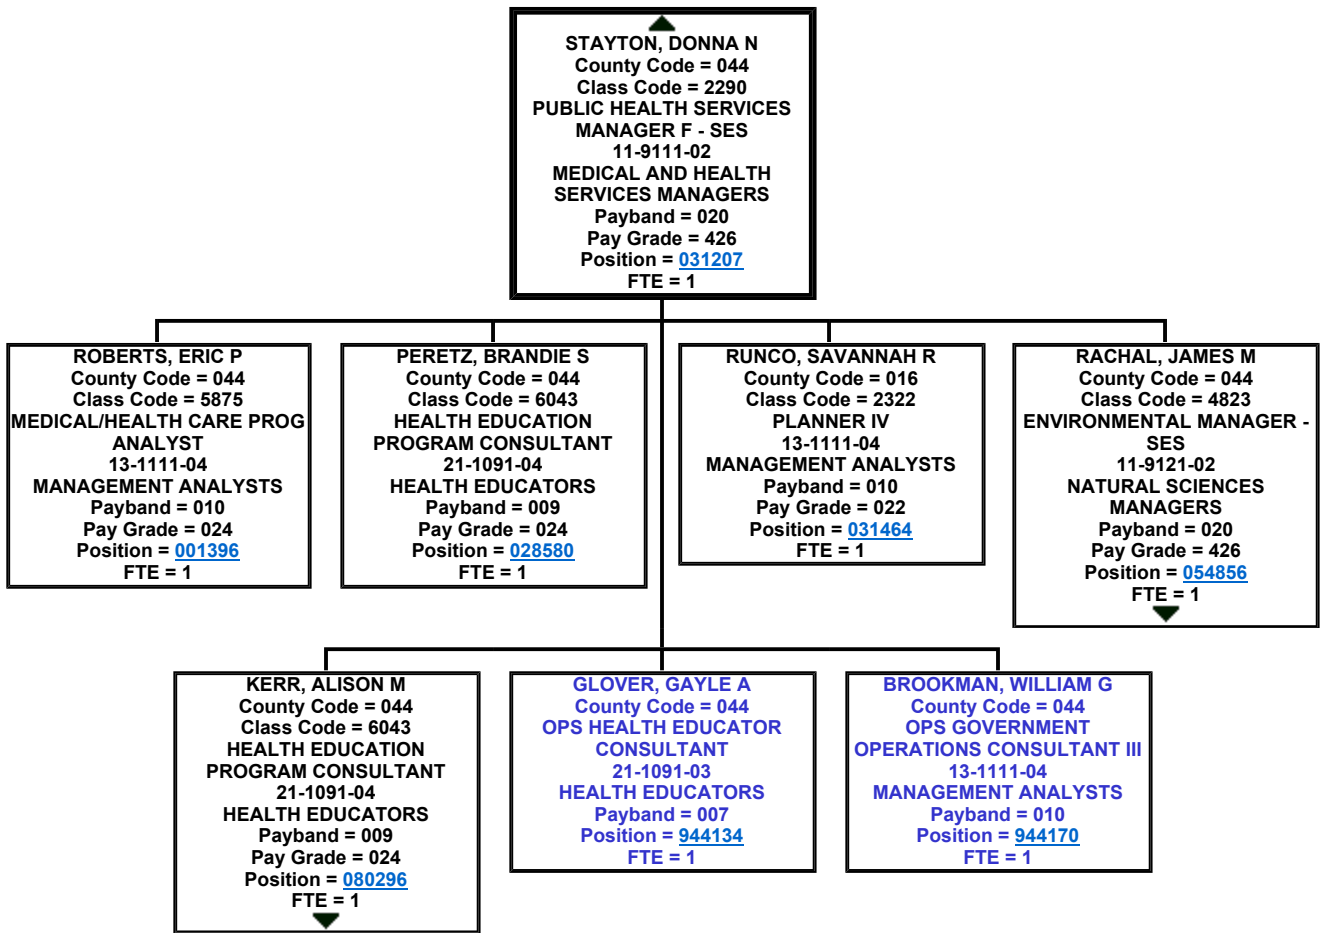 STAYTON, DONNA N
County Code = 044
Class Code = 2290
PUBLIC HEALTH SERVICES
MANAGER F - SES
11-9111-02
MEDICAL AND HEALTH
SERVICES MANAGERS
Payband = 020
Pay Grade = 426
Position = 031207
FTE = 1
ROBERTS, ERIC P
County Code = 044
Class Code = 5875
MEDICAL/HEALTH CARE PROG
ANALYST
13-1111-04
MANAGEMENT ANALYSTS
Payband = 010
Pay Grade = 024
Position = 001396
FTE = 1
PERETZ, BRANDIE S
County Code = 044
Class Code = 6043
HEALTH EDUCATION
PROGRAM CONSULTANT
21-1091-04
HEALTH EDUCATORS
Payband = 009
Pay Grade = 024
Position = 028580
FTE = 1
RUNCO, SAVANNAH R
County Code = 016
Class Code = 2322
PLANNER IV
13-1111-04
MANAGEMENT ANALYSTS
Payband = 010
Pay Grade = 022
Position = 031464
FTE = 1
RACHAL, JAMES M
County Code = 044
Class Code = 4823
ENVIRONMENTAL MANAGER -
SES
11-9121-02
NATURAL SCIENCES
MANAGERS
Payband = 020
Pay Grade = 426
Position = 054856
FTE = 1
KERR, ALISON M
County Code = 044
Class Code = 6043
HEALTH EDUCATION
PROGRAM CONSULTANT
21-1091-04
HEALTH EDUCATORS
Payband = 009
Pay Grade = 024
Position = 080296
FTE = 1
GLOVER, GAYLE A
County Code = 044
OPS HEALTH EDUCATOR
CONSULTANT
21-1091-03
HEALTH EDUCATORS
Payband = 007
Position = 944134
FTE = 1
BROOKMAN, WILLIAM G
County Code = 044
OPS GOVERNMENT
OPERATIONS CONSULTANT III
13-1111-04
MANAGEMENT ANALYSTS
Payband = 010
Position = 944170
FTE = 1